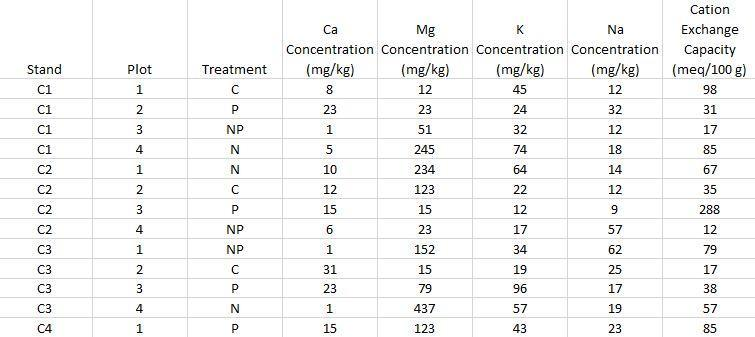 Cation
Ca Mg K Na Exchange
Concentration Concentration Concentration Concentration Capacity
Stand Plot Treatment (mg/kg) (mg/kg) (mg/kg) (mg/kg) (meq/100 g)
C1 1 C 8 12 45 12 98
C1 2 P 23 23 24 32 31
C1 3 NP 1 51 32 12 17
C1 4 N 5 245 74 18 85
C2 1 N 10 234 64 14 67
C2 2 C 12 123 22 12 35
C2 3 P 15 15 12 9 288
C2 4 NP 6 23 17 57 12
C3 1 NP 1 152 34 62 79
C3 2 C 31 15 19 25 17
C3 3 P 23 79 96 17 38
C3 4 N 1 437 57 19 57
C4 1 P 15 123 43 23 85